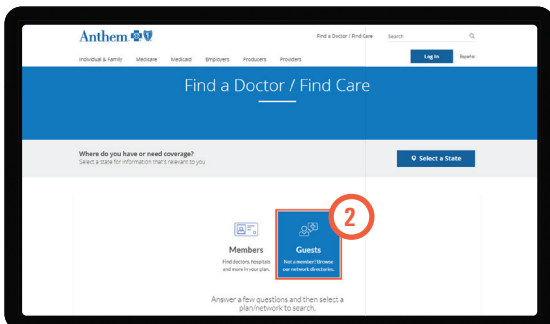 Anthem
Find a Doctor / Find Care
Search
Individual & Family Medicare Medicaid Employers Producers Providers
Log In
Español
Find a Doctor / Find Care
Where do you have or need coverage?
Select a state for information that's relevant to you
Select a State
2
Members
Find doctors, hospitals
and more in your plan.
Guests
Not a member? Browse
our network directories.
Answer a few questions and then select a
plan/network to search.